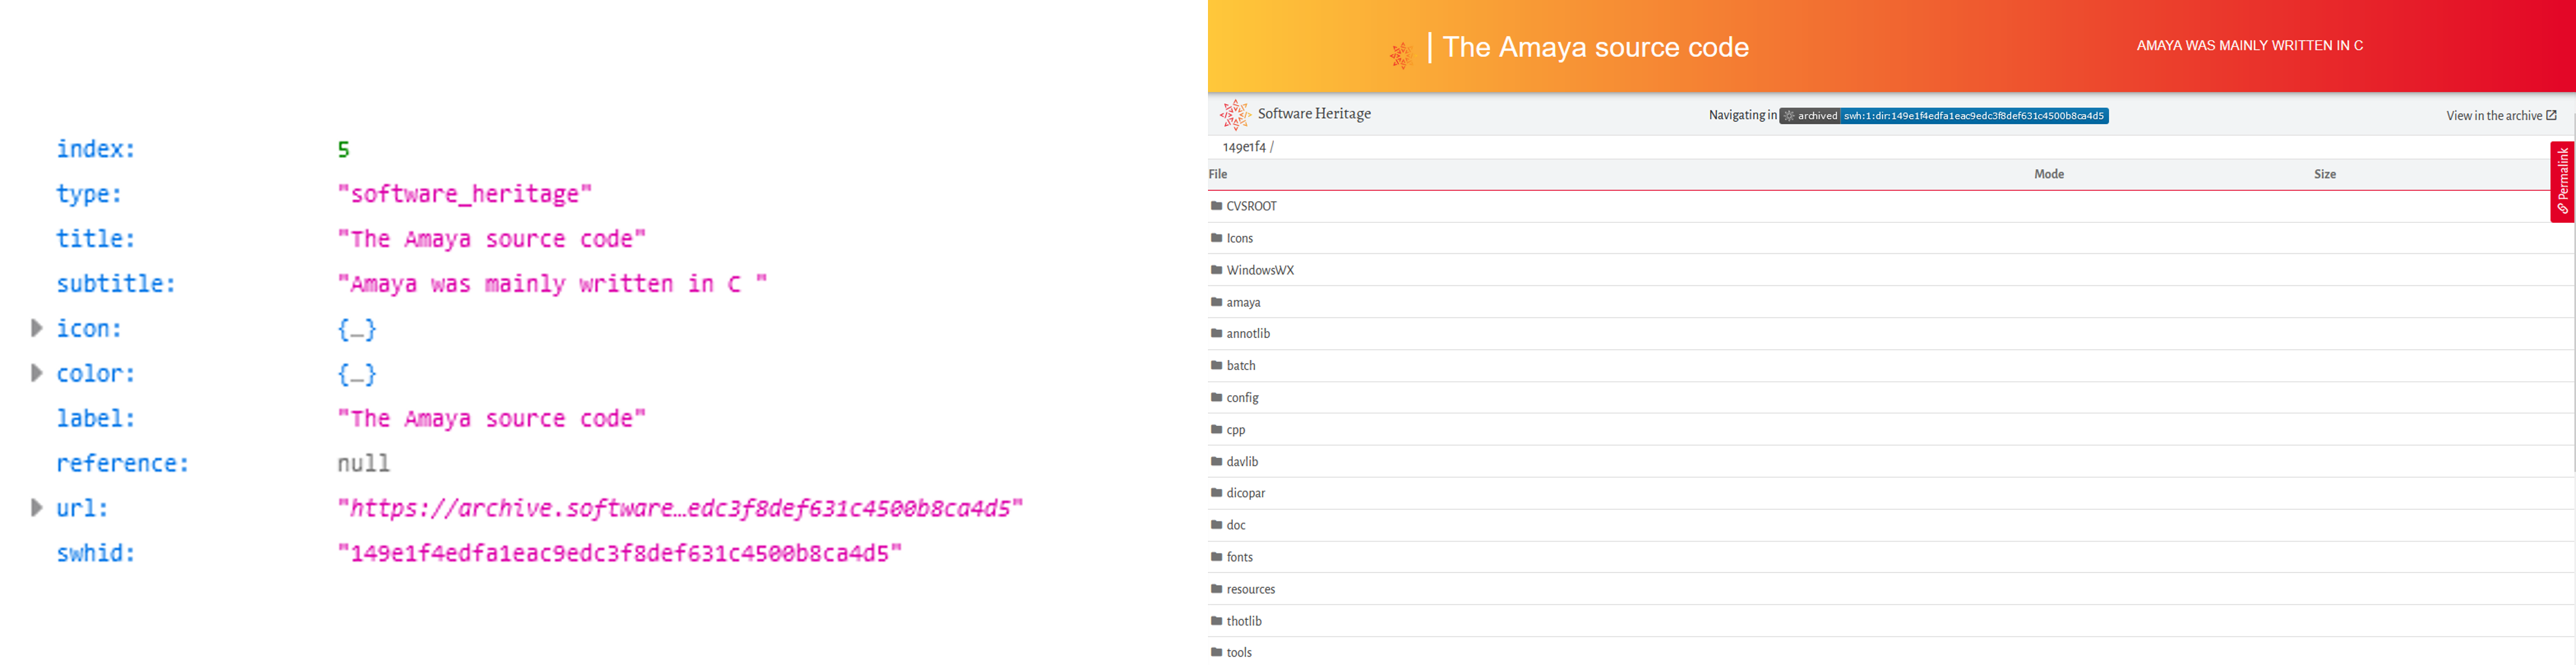 index: 5
type: "software_heritage"
title: "The Amaya source code"
subtitle: "Amaya was mainly written in C "
icon: {…}
color: {…}
label: "The Amaya source code"
reference: null
url: "https://archive.software…edc3f8def631c4500b8ca4d5"
swhid: "149e1f4edfa1eac9edc3f8def631c4500b8ca4d5"
| The Amaya source code
AMAYA WAS MAINLY WRITTEN IN C
Software Heritage
Navigating in archived swh:1:dir:149e1f4edfa1eac9edc3f8def631c4500b8ca4d5
View in the archive
149e1f4 /
Permalink
File Mode Size
CVSROOT
Icons
WindowsWX
amaya
annotlib
batch
config
cpp
davlib
dicopar
doc
fonts
resources
thotlib
tools